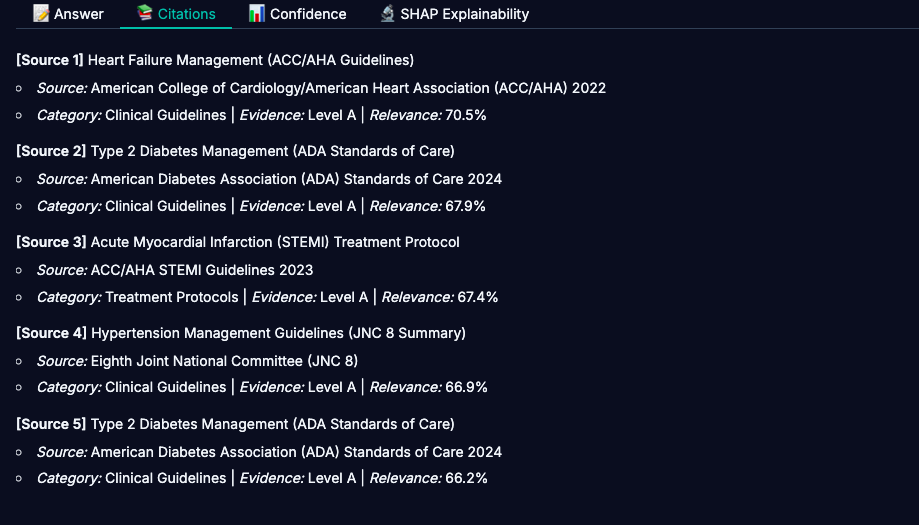 📝 Answer 📚 Citations 📊 Confidence 🔬 SHAP Explainability
[Source 1] Heart Failure Management (ACC/AHA Guidelines)
Source: American College of Cardiology/American Heart Association (ACC/AHA) 2022
Category: Clinical Guidelines | Evidence: Level A | Relevance: 70.5%
[Source 2] Type 2 Diabetes Management (ADA Standards of Care)
Source: American Diabetes Association (ADA) Standards of Care 2024
Category: Clinical Guidelines | Evidence: Level A | Relevance: 67.9%
[Source 3] Acute Myocardial Infarction (STEMI) Treatment Protocol
Source: ACC/AHA STEMI Guidelines 2023
Category: Treatment Protocols | Evidence: Level A | Relevance: 67.4%
[Source 4] Hypertension Management Guidelines (JNC 8 Summary)
Source: Eighth Joint National Committee (JNC 8)
Category: Clinical Guidelines | Evidence: Level A | Relevance: 66.9%
[Source 5] Type 2 Diabetes Management (ADA Standards of Care)
Source: American Diabetes Association (ADA) Standards of Care 2024
Category: Clinical Guidelines | Evidence: Level A | Relevance: 66.2%